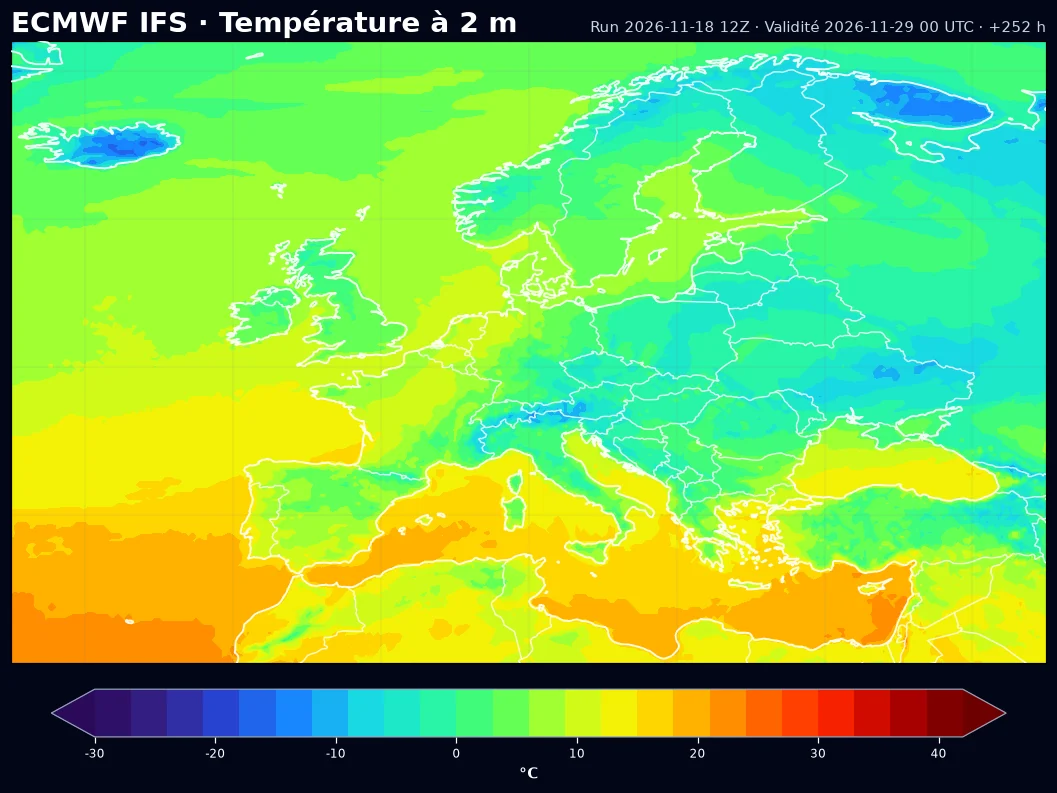 ECMWF IFS · Température à 2 m
Run 2026-11-18 12Z · Validité 2026-11-29 00 UTC · +252 h
-30 -20 -10 0 10 20 30 40
°C